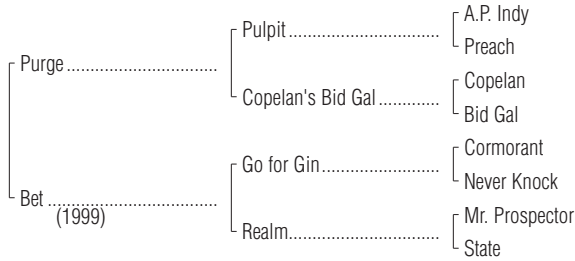 A.P. Indy
Pulpit
Preach
Purge
Copelan
Copelan's Bid Gal
Bid Gal
Cormorant
Go for Gin
Never Knock
Bet
(1999)
Mr. Prospector
Realm
State